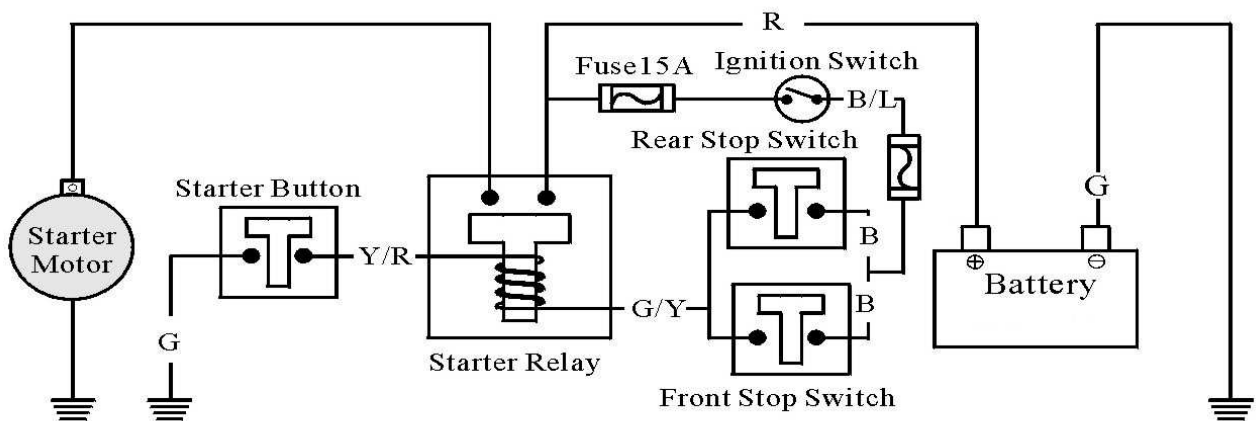 R
Fuse15A
Ignition Switch
B/L
Rear Stop Switch
Starter Button
G
Starter
Motor
Y/R
B
Battery
G/Y
B
G
Starter Relay
Front Stop Switch